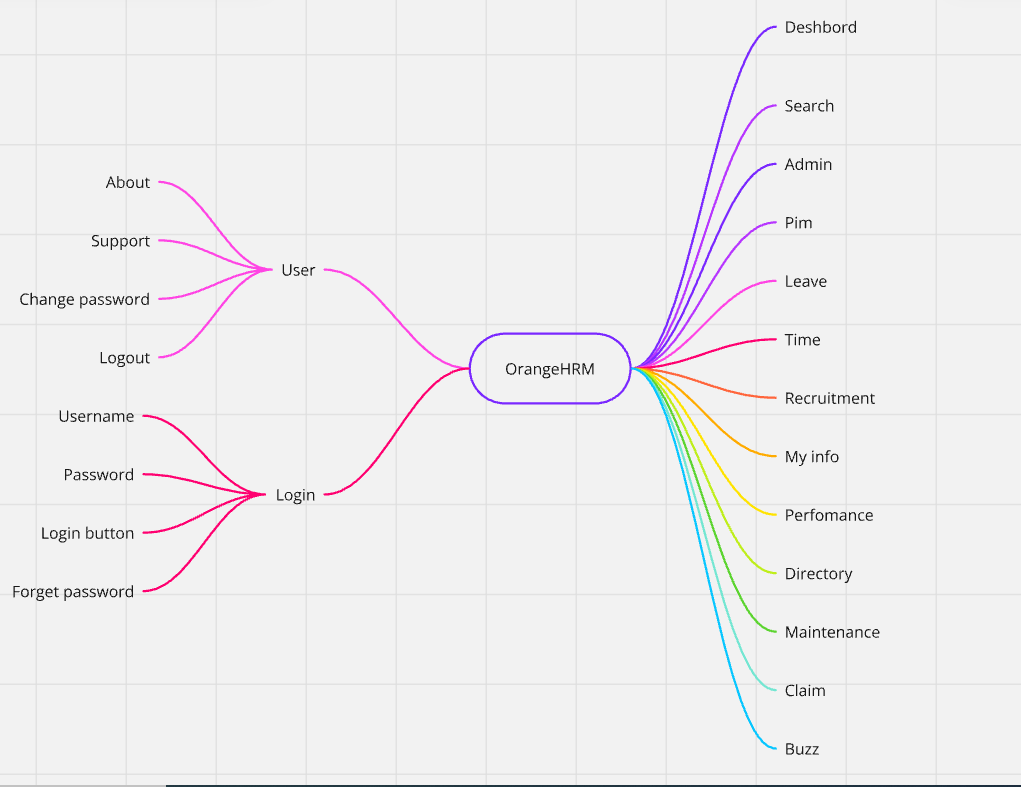 About
Support
Change password
Logout
User
Username
Password
Login button
Forget password
Login
OrangeHRM
Deshbord
Search
Admin
Pim
Leave
Time
Recruitment
My info
Perfomance
Directory
Maintenance
Claim
Buzz